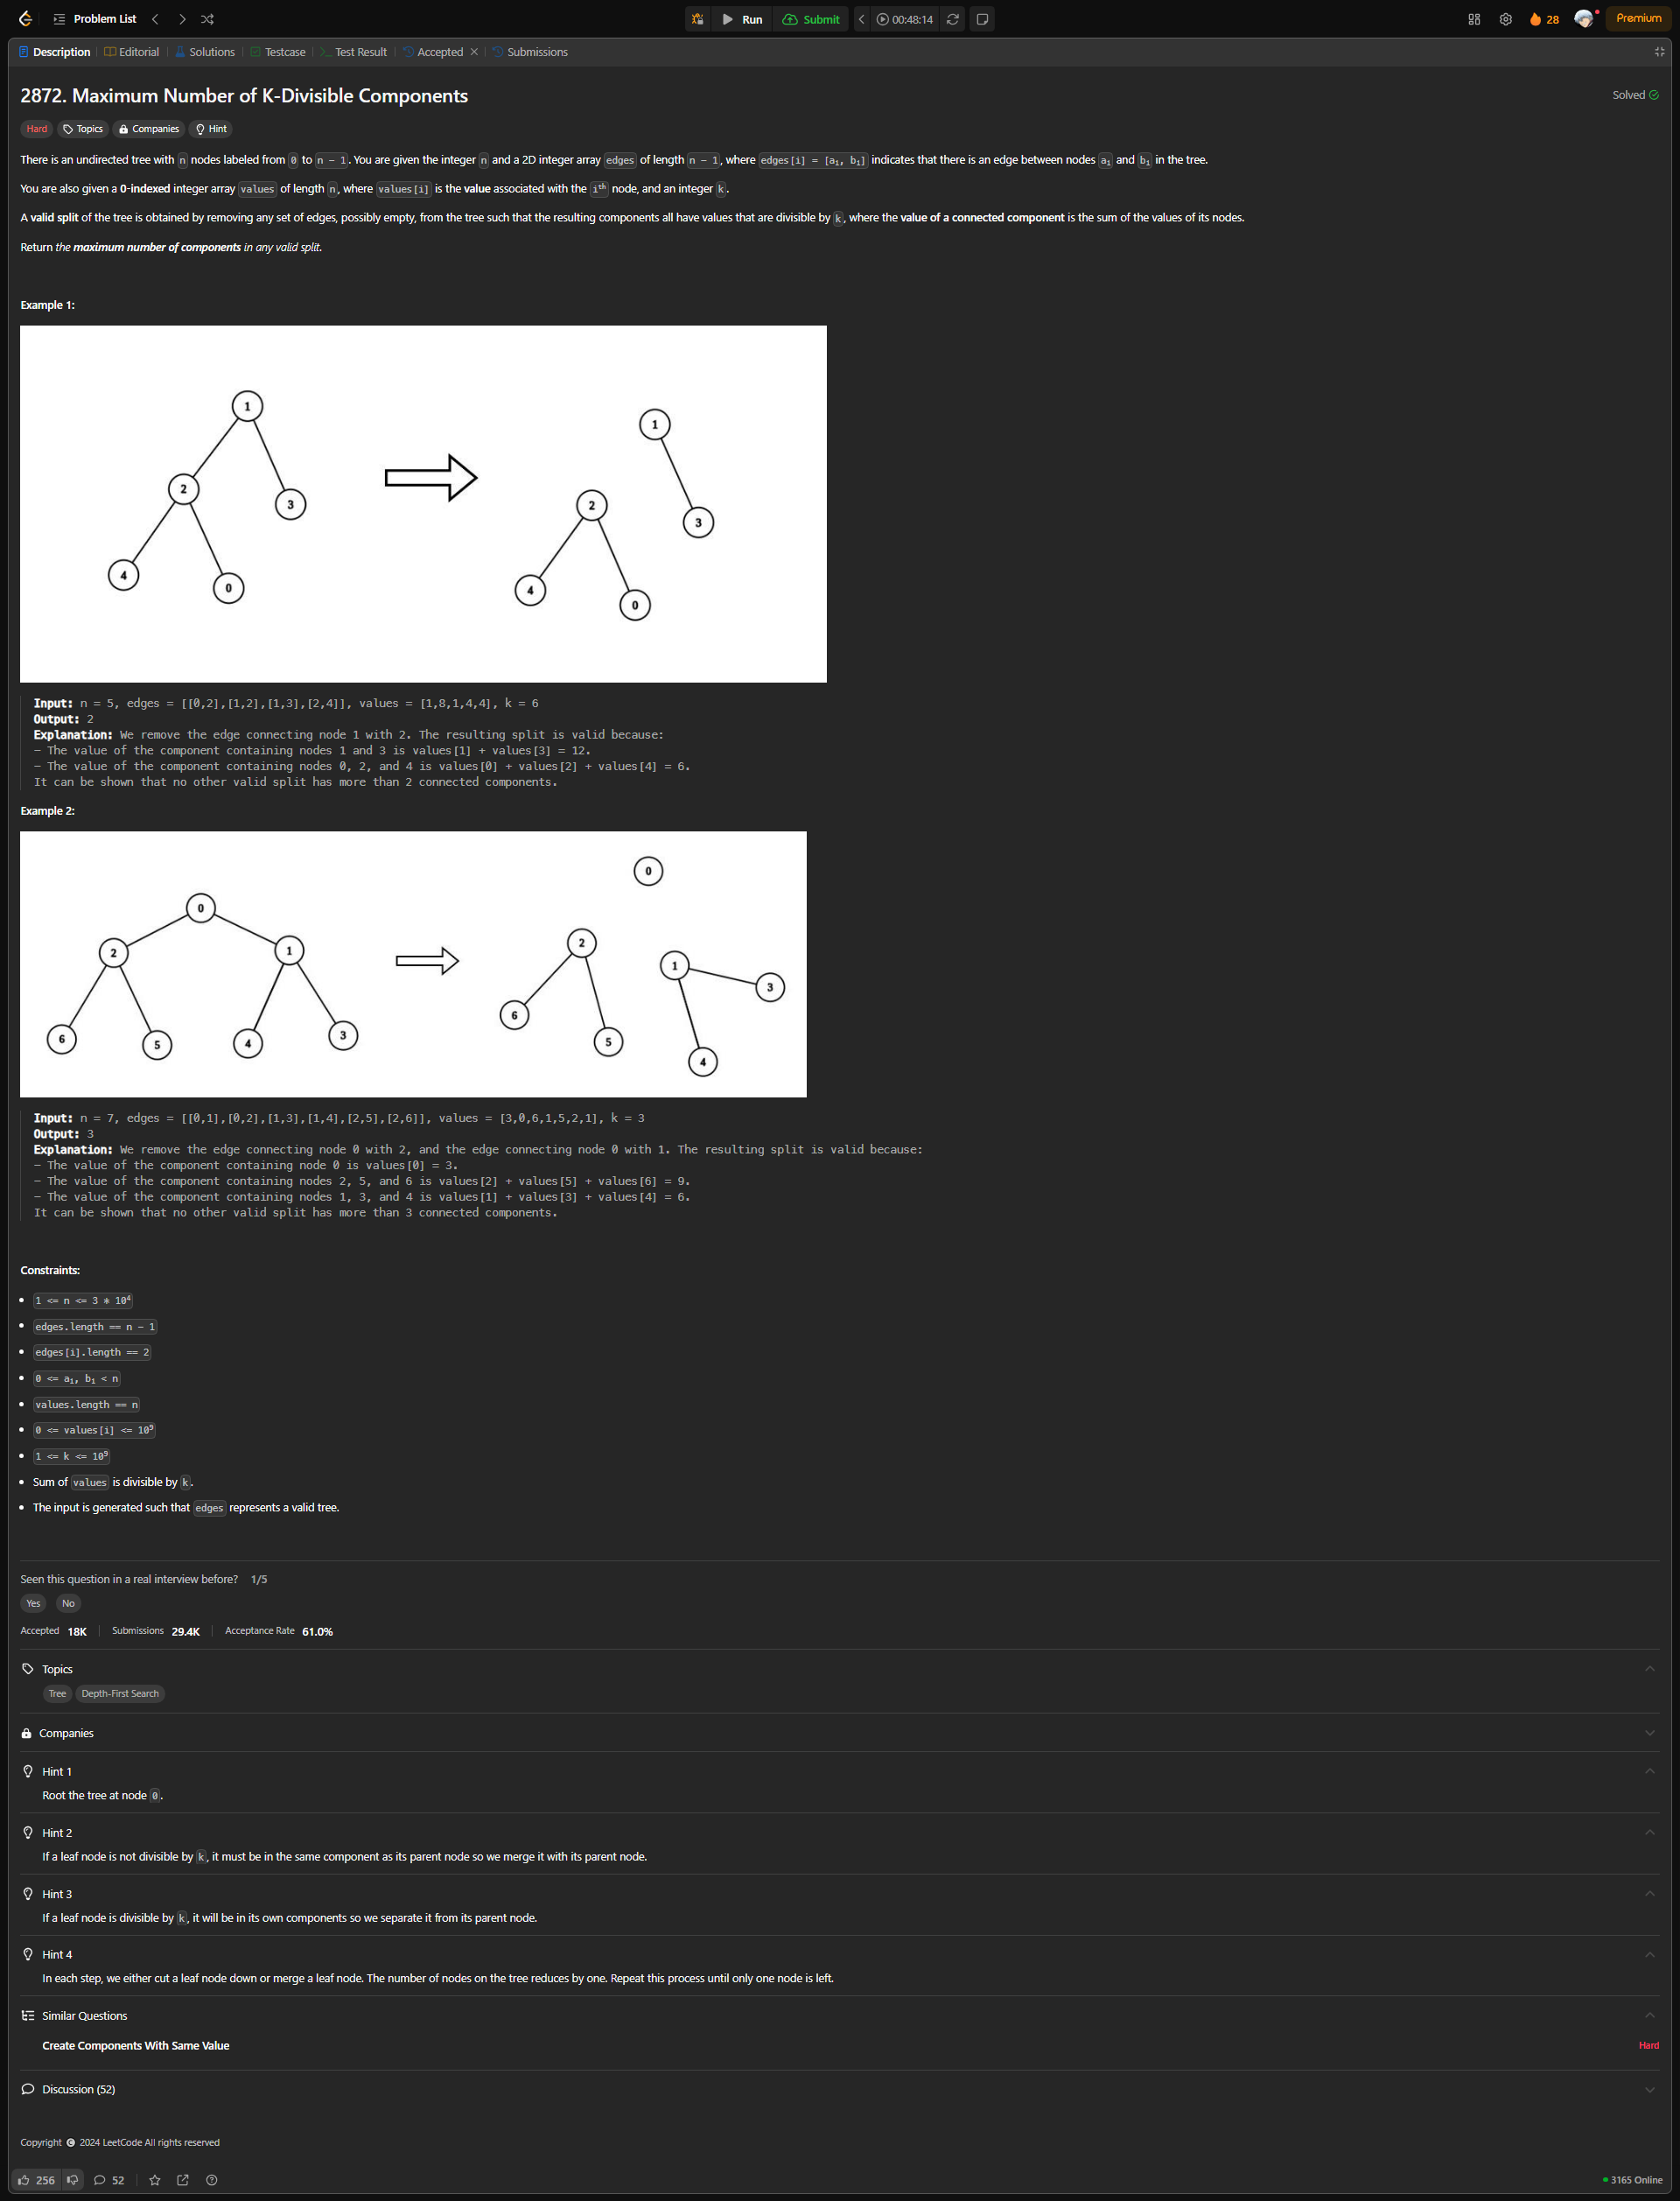 Problem List
Run
Submit
00:48:14
28
Premium
Description
Editorial
Solutions
Testcase
Test Result
Accepted
Submissions
2872. Maximum Number of K-Divisible Components
Solved
Hard
Topics
Companies
Hint
There is an undirected tree with n nodes labeled from 0 to n - 1. You are given the integer n and a 2D integer array edges of length n - 1, where edges[i] = [aᵢ, bᵢ] indicates that there is an edge between nodes aᵢ and bᵢ in the tree.
You are also given a 0-indexed integer array values of length n, where values[i] is the value associated with the iᵗʰ node, and an integer k.
A valid split of the tree is obtained by removing any set of edges, possibly empty, from the tree such that the resulting components all have values that are divisible by k, where the value of a connected component is the sum of the values of its nodes.
Return the maximum number of components in any valid split.
Example 1:
1
2
3
4
0
1
2
3
4
0
Input: n = 5, edges = [[0,2],[1,2],[1,3],[2,4]], values = [1,8,1,4,4], k = 6
Output: 2
Explanation: We remove the edge connecting node 1 with 2. The resulting split is valid because:
- The value of the component containing nodes 1 and 3 is values[1] + values[3] = 12.
- The value of the component containing nodes 0, 2, and 4 is values[0] + values[2] + values[4] = 6.
It can be shown that no other valid split has more than 2 connected components.
Example 2:
0
2
1
6
5
4
3
0
2
1
3
6
5
4
Input: n = 7, edges = [[0,1],[0,2],[1,3],[1,4],[2,5],[2,6]], values = [3,0,6,1,5,2,1], k = 3
Output: 3
Explanation: We remove the edge connecting node 0 with 2, and the edge connecting node 0 with 1. The resulting split is valid because:
- The value of the component containing node 0 is values[0] = 3.
- The value of the component containing nodes 2, 5, and 6 is values[2] + values[5] + values[6] = 9.
- The value of the component containing nodes 1, 3, and 4 is values[1] + values[3] + values[4] = 6.
It can be shown that no other valid split has more than 3 connected components.
Constraints:
1 <= n <= 3 * 10⁴
edges.length == n - 1
edges[i].length == 2
0 <= aᵢ, bᵢ < n
values.length == n
0 <= values[i] <= 10⁹
1 <= k <= 10⁹
Sum of values is divisible by k.
The input is generated such that edges represents a valid tree.
Seen this question in a real interview before? 1/5
Yes No
Accepted 18K Submissions 29.4K Acceptance Rate 61.0%
Topics
Tree Depth-First Search
Companies
Hint 1
Root the tree at node 0.
Hint 2
If a leaf node is not divisible by k, it must be in the same component as its parent node so we merge it with its parent node.
Hint 3
If a leaf node is divisible by k, it will be in its own components so we separate it from its parent node.
Hint 4
In each step, we either cut a leaf node down or merge a leaf node. The number of nodes on the tree reduces by one. Repeat this process until only one node is left.
Similar Questions
Create Components With Same Value
Hard
Discussion (52)
Copyright © 2024 LeetCode All rights reserved
256
52
3165 Online